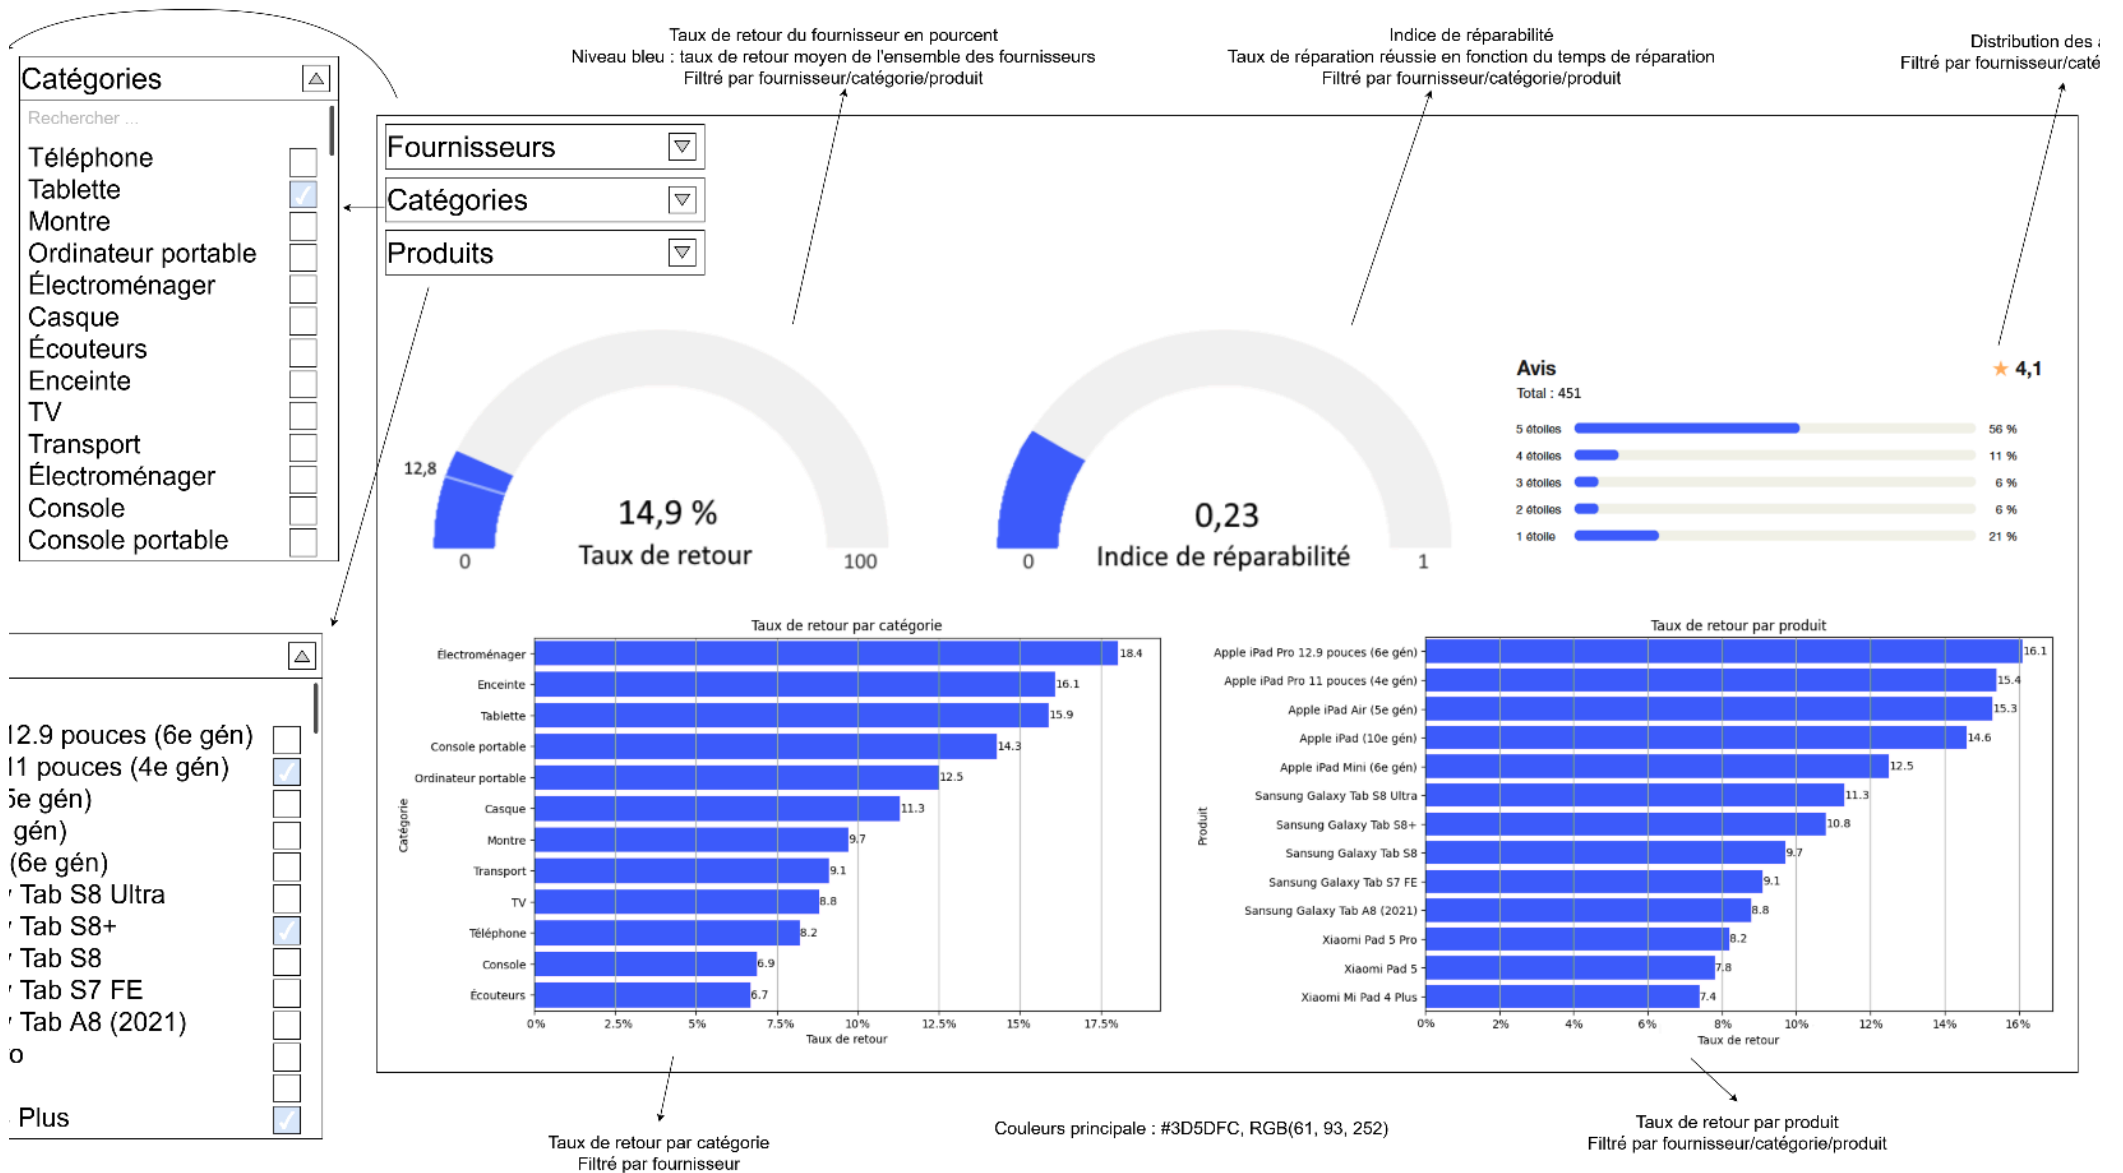 Taux de retour du fournisseur en pourcent
Niveau bleu : taux de retour moyen de l'ensemble des fournisseurs
Filtré par fournisseur/catégorie/produit
Indice de réparabilité
Taux de réparation réussie en fonction du temps de réparation
Filtré par fournisseur/catégorie/produit
Distribution des
Filtré par fournisseur/caté
Catégories
Rechercher ...
Téléphone
Tablette
Montre
Ordinateur portable
Électroménager
Casque
Écouteurs
Enceinte
TV
Transport
Électroménager
Console
Console portable
Fournisseurs
Catégories
Produits
12,8
14,9 %
Taux de retour
0
100
0,23
Indice de réparabilité
0
1
Avis
★ 4,1
Total : 451
5 étoiles 56 %
4 étoiles 11 %
3 étoiles 6 %
2 étoiles 6 %
1 étoile 21 %
12.9 pouces (6e gén)
11 pouces (4e gén)
5e gén)
gén)
(6e gén)
Tab S8 Ultra
Tab S8+
Tab S8
Tab S7 FE
Tab A8 (2021)
o
Plus
Taux de retour par catégorie
Catégorie
Électroménager 18.4
Enceinte 16.1
Tablette 15.9
Console portable 14.3
Ordinateur portable 12.5
Casque 11.3
Montre 9.7
Transport 9.1
TV 8.8
Téléphone 8.2
Console 6.9
Écouteurs 6.7
0% 2.5% 5% 7.5% 10% 12.5% 15% 17.5%
Taux de retour
Taux de retour par produit
Produit
Apple iPad Pro 12.9 pouces (6e gén) 16.1
Apple iPad Pro 11 pouces (4e gén) 15.4
Apple iPad Air (5e gén) 15.3
Apple iPad (10e gén) 14.6
Apple iPad Mini (6e gén) 12.5
Sansung Galaxy Tab S8 Ultra 11.3
Sansung Galaxy Tab S8+ 10.8
Sansung Galaxy Tab S8 9.7
Sansung Galaxy Tab S7 FE 9.1
Sansung Galaxy Tab A8 (2021) 8.8
Xiaomi Pad 5 Pro 8.2
Xiaomi Pad 5 7.8
Xiaomi Mi Pad 4 Plus 7.4
0% 2% 4% 6% 8% 10% 12% 14% 16%
Taux de retour
Taux de retour par catégorie
Filtré par fournisseur
Couleurs principale : #3D5DFC, RGB(61, 93, 252)
Taux de retour par produit
Filtré par fournisseur/catégorie/produit